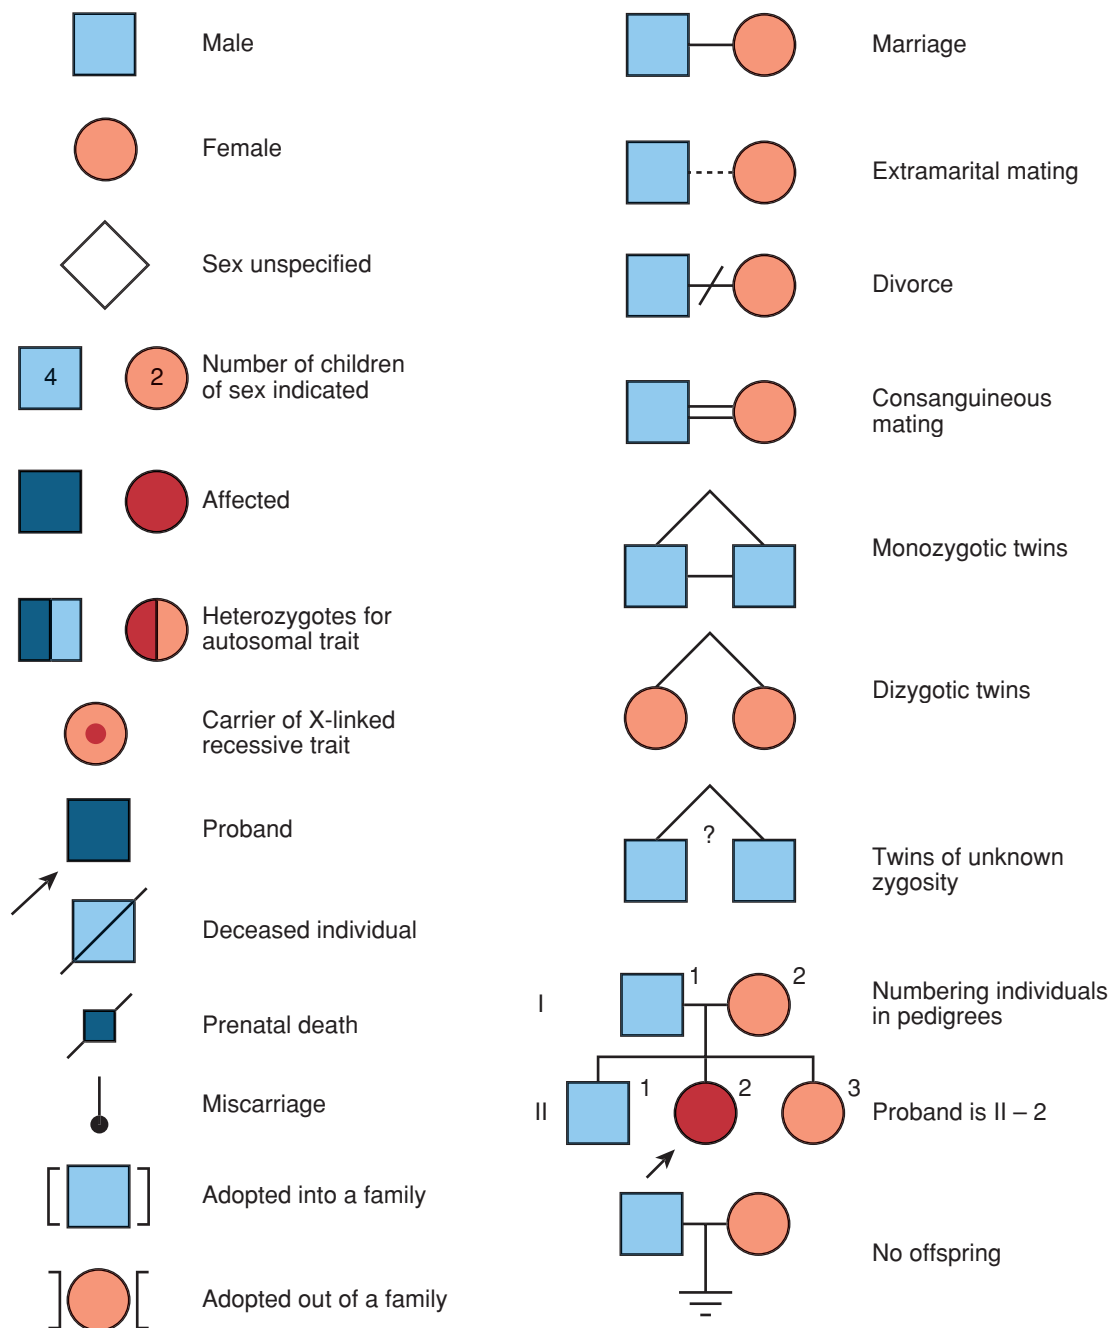 Male
Female
Sex unspecified
4
2
Number of children
of sex indicated
Affected
Heterozygotes for
autosomal trait
Carrier of X-linked
recessive trait
Proband
Deceased individual
Prenatal death
Miscarriage
Adopted into a family
Adopted out of a family
Marriage
Extramarital mating
Divorce
Consanguineous
mating
Monozygotic twins
Dizygotic twins
?
Twins of unknown
zygosity
I
1
2
Numbering individuals
in pedigrees
II
1
2
3
Proband is II – 2
No offspring